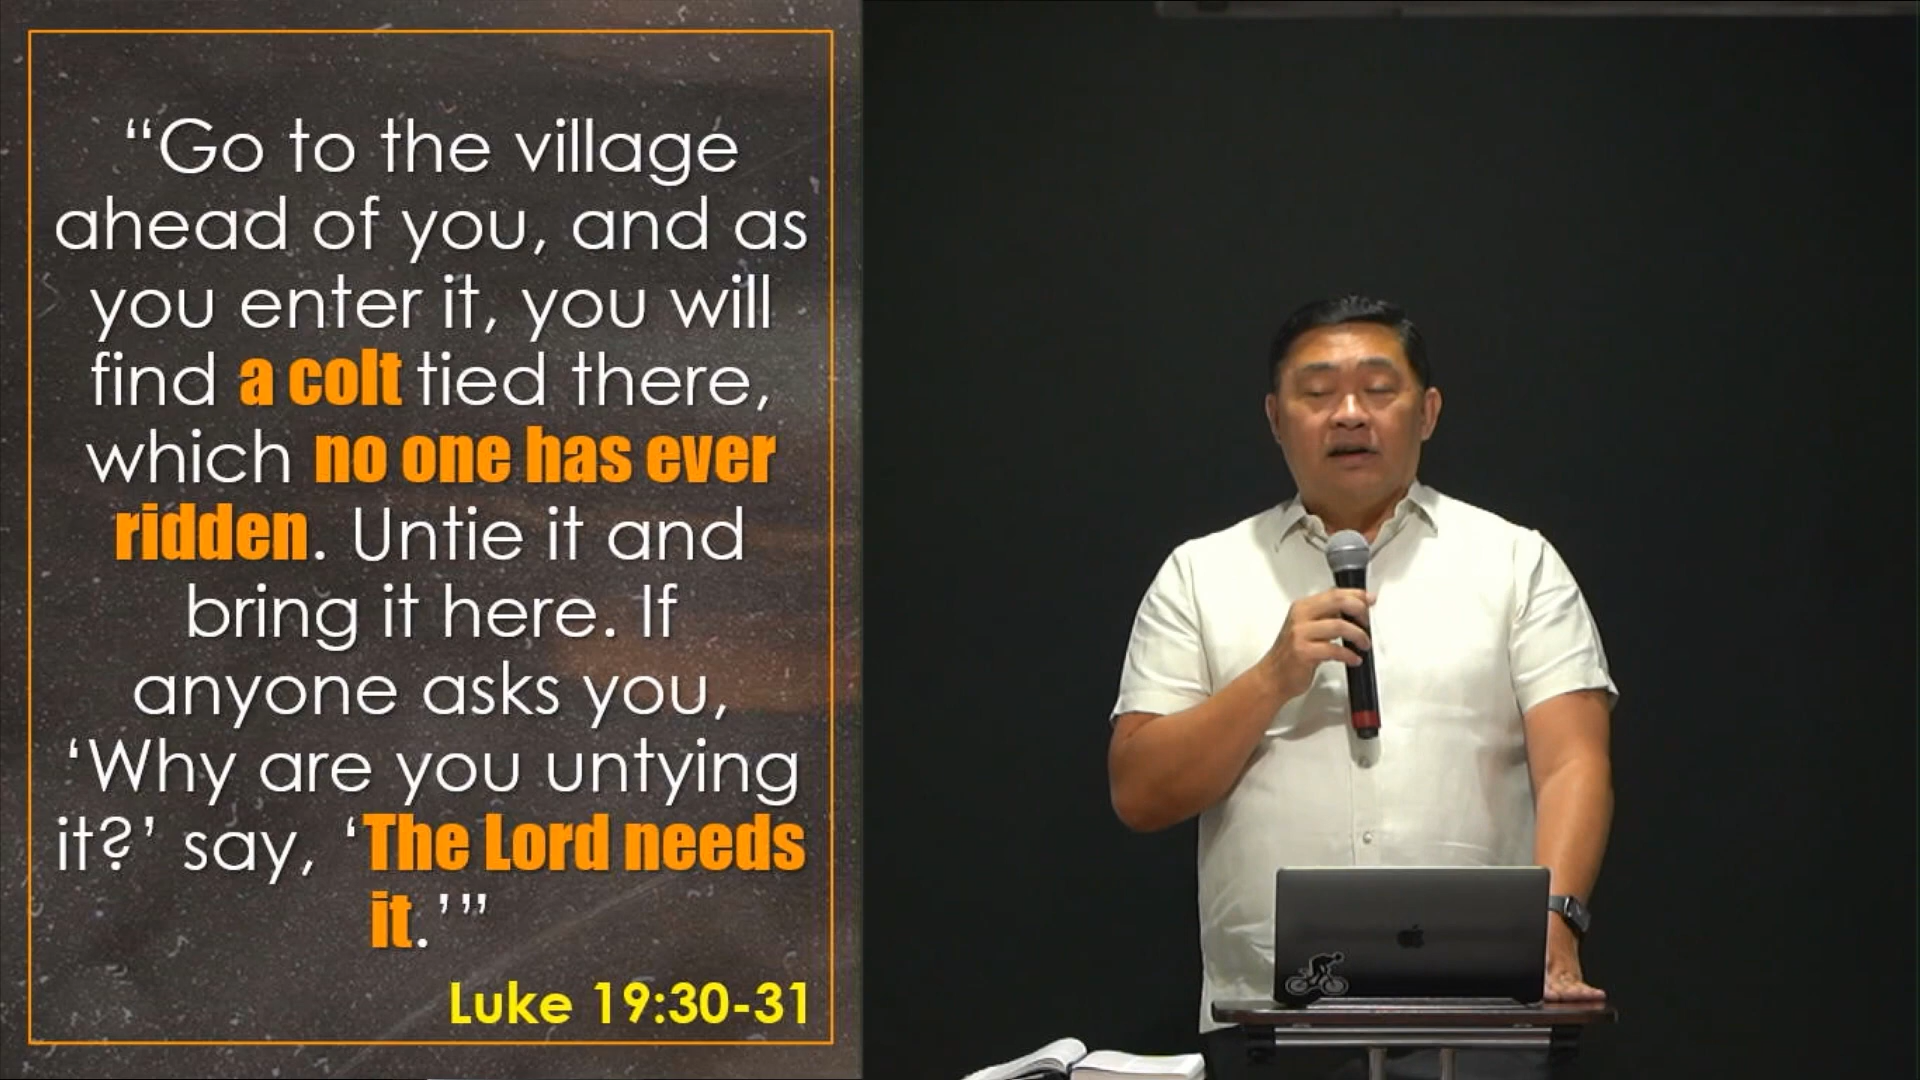 “Go to the village
ahead of you, and as
you enter it, you will
find a colt tied there,
which no one has ever
ridden. Untie it and
bring it here. If
anyone asks you,
‘Why are you untying
it?’ say, ‘The Lord needs
it.’”
Luke 19:30-31